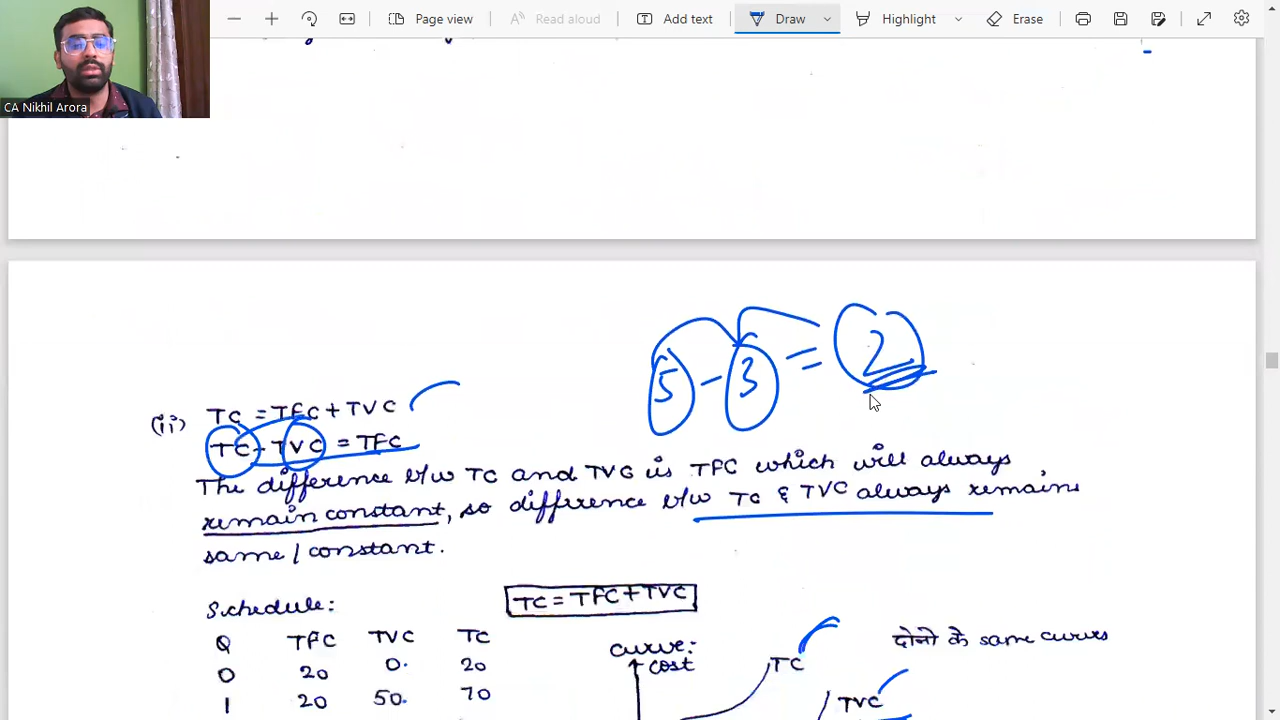 Page view
Read aloud
Add text
Draw
Highlight
Erase
CA Nikhil Arora
5 - 3 = 2
(ii) TC = TFC + TVC
TC - TVC = TFC
The difference b/w TC and TVC is TFC which will always
remain constant, so difference b/w TC & TVC always remains
same / constant.
Schedule:
TC = TFC + TVC
Q TFC TVC TC
0 20 0. 20
1 20 50. 70
curve:
cost
TC
TVC
दोनो के same curves